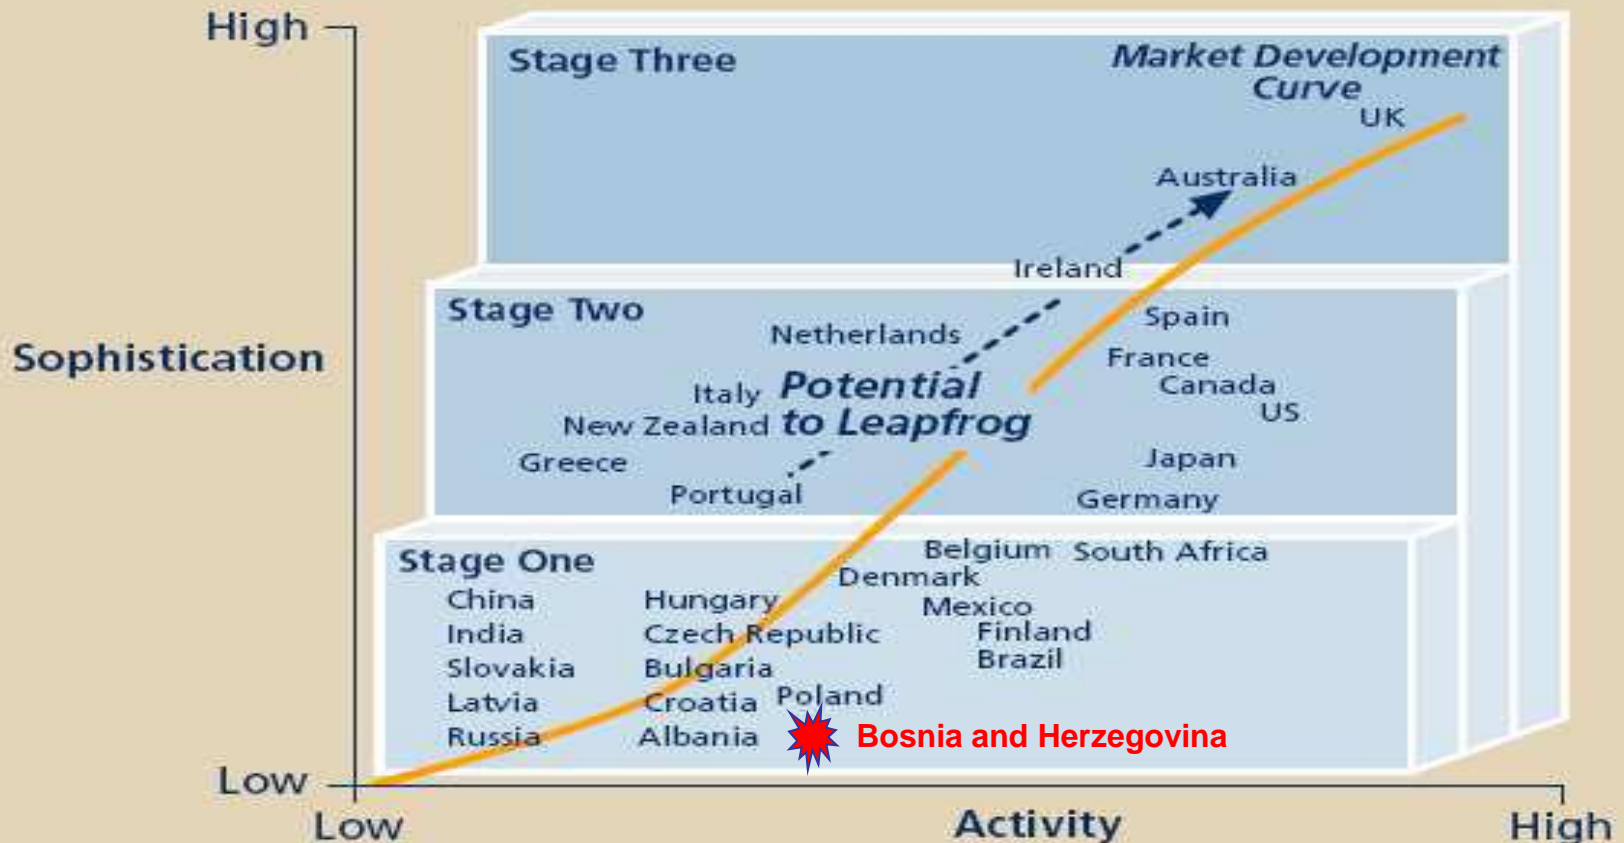 High
Stage Three
Market Development
Curve
UK
Australia
Ireland
Stage Two
Spain
Netherlands
France
Sophistication
Canada
Italy
Potential
US
New Zealand
to Leapfrog
Greece
Japan
Portugal
Germany
Stage One
Belgium
South Africa
Denmark
China
Hungary
Mexico
India
Czech Republic
Finland
Slovakia
Bulgaria
Brazil
Latvia
Croatia
Poland
Russia
Albania
Bosnia and Herzegovina
Low
Low
Activity
High